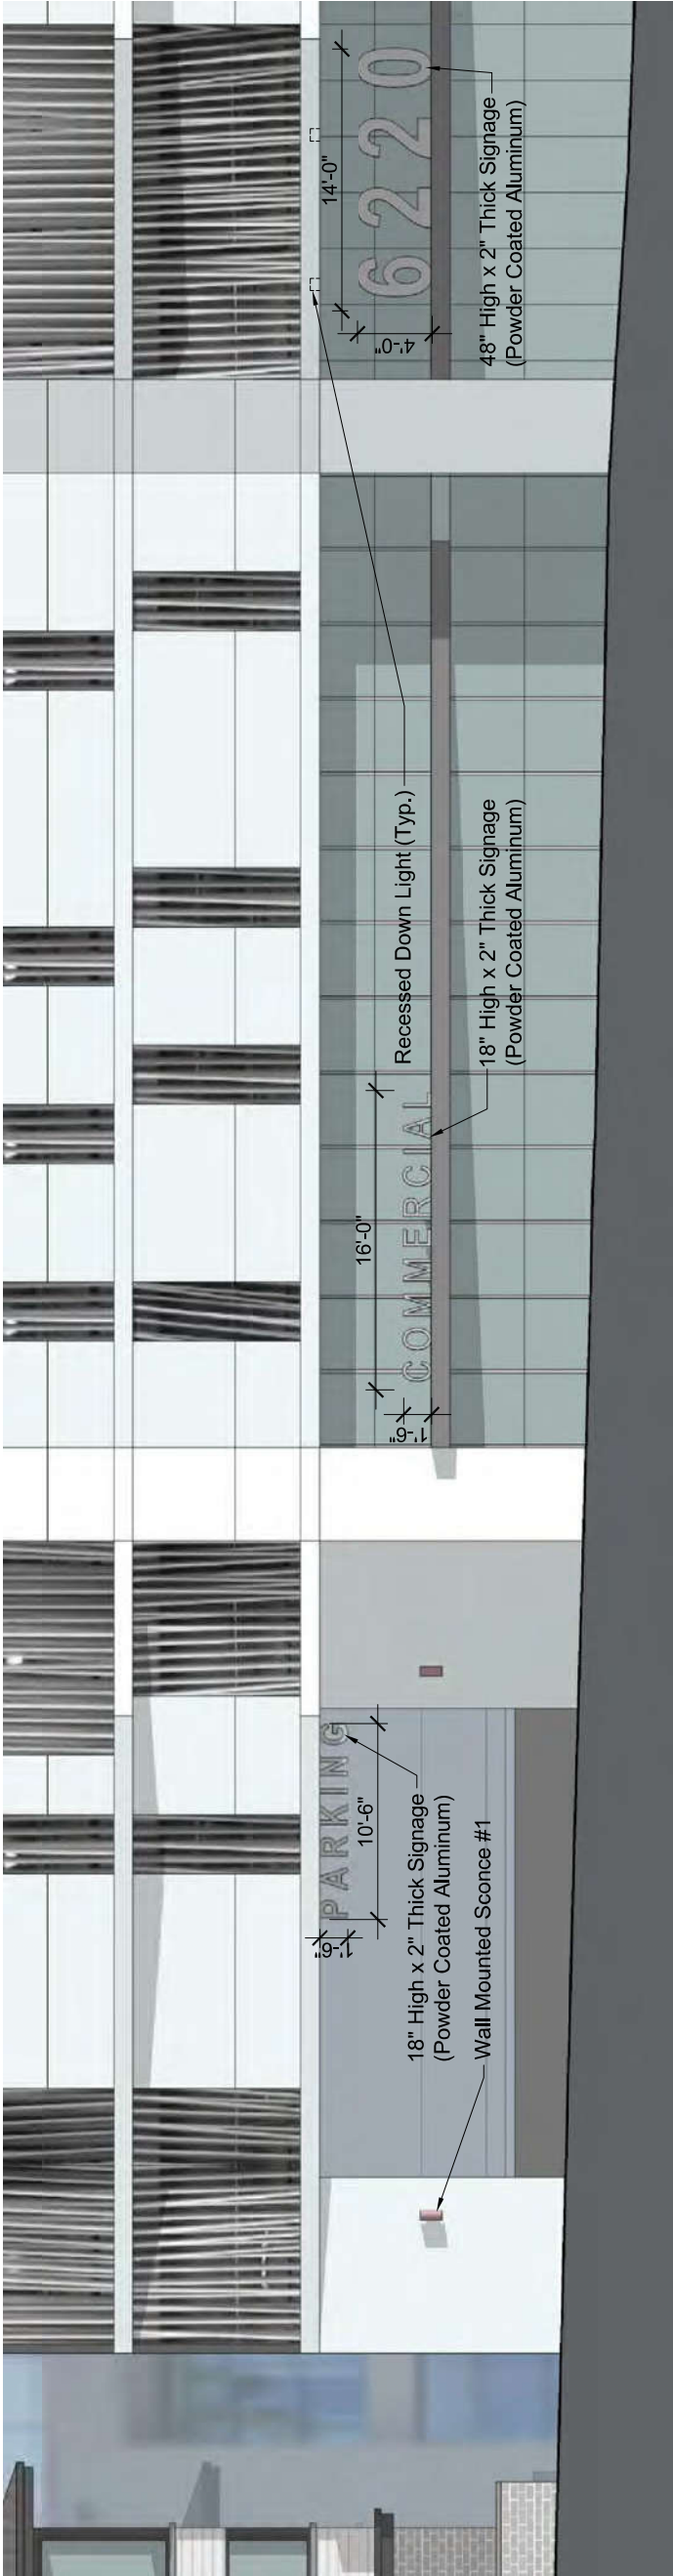 PARKING
1'-6"
10'-6"
18" High x 2" Thick Signage
(Powder Coated Aluminum)
Wall Mounted Sconce #1
16'-0"
COMMERCIAL
1'-6"
Recessed Down Light (Typ.)
18" High x 2" Thick Signage
(Powder Coated Aluminum)
14'-0"
6220
4'-0"
48" High x 2" Thick Signage
(Powder Coated Aluminum)